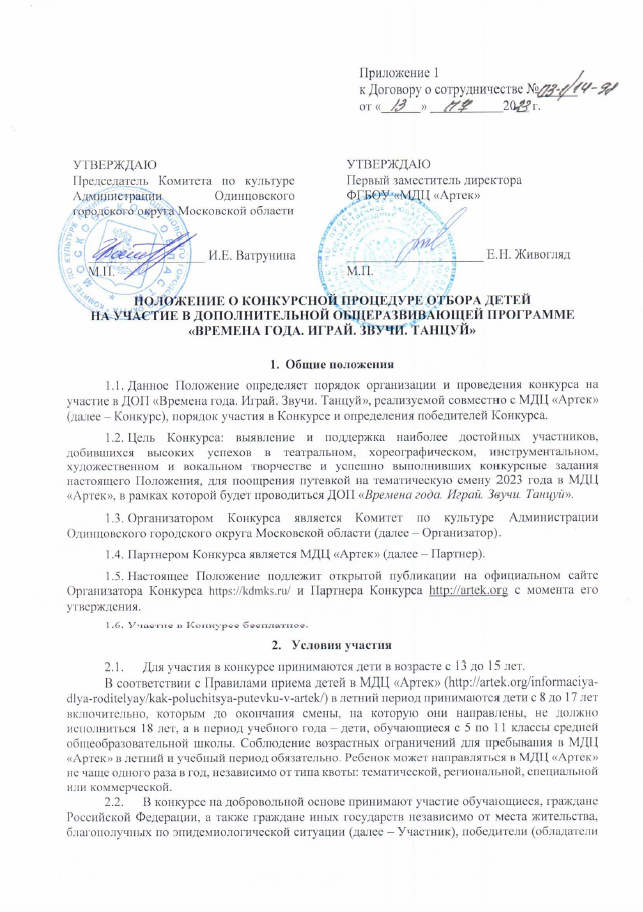 Приложение 1
к Договору о сотрудничестве №03-1/14-91
от « 13 » 2023 г.
УТВЕРЖДАЮ
Председатель Комитета по культуре
Администрации Одинцовского
городского округа Московской области
И.Е. Ватрунина
М.П.
УТВЕРЖДАЮ
Первый заместитель директора
ФГБОУ «МДЦ «Артек»
Е.Н. Живогляд
М.П.
ПОЛОЖЕНИЕ О КОНКУРСНОЙ ПРОЦЕДУРЕ ОТБОРА ДЕТЕЙ
НА УЧАСТИЕ В ДОПОЛНИТЕЛЬНОЙ ОБЩЕРАЗВИВАЮЩЕЙ ПРОГРАММЕ
«ВРЕМЕНА ГОДА. ИГРАЙ. ЗВУЧИ. ТАНЦУЙ»
1. Общие положения
1.1. Данное Положение определяет порядок организации и проведения конкурса на
участие в ДОП «Времена года. Играй. Звучи. Танцуй», реализуемой совместно с МДЦ «Артек»
(далее – Конкурс), порядок участия в Конкурсе и определения победителей Конкурса.
1.2. Цель Конкурса: выявление и поддержка наиболее достойных участников,
добившихся высоких успехов в театральном, хореографическом, инструментальном,
художественном и вокальном творчестве и успешно выполнивших конкурсные задания
настоящего Положения, для поощрения путевкой на тематическую смену 2023 года в МДЦ
«Артек», в рамках которой будет проводиться ДОП «Времена года. Играй. Звучи. Танцуй».
1.3. Организатором Конкурса является Комитет по культуре Администрации
Одинцовского городского округа Московской области (далее – Организатор).
1.4. Партнером Конкурса является МДЦ «Артек» (далее – Партнер).
1.5. Настоящее Положение подлежит открытой публикации на официальном сайте
Организатора Конкурса https://kdmks.ru/ и Партнера Конкурса http://artek.org с момента его
утверждения.
1.6. Участие в Конкурсе бесплатное.
2. Условия участия
2.1. Для участия в конкурсе принимаются дети в возрасте с 13 до 15 лет.
В соответствии с Правилами приема детей в МДЦ «Артек» (http://artek.org/informaciya-
dlya-roditelyay/kak-poluchitsya-putevku-v-artek/) в летний период принимаются дети с 8 до 17 лет
включительно, которым до окончания смены, на которую они направлены, не должно
исполниться 18 лет, а в период учебного года – дети, обучающиеся с 5 по 11 классы средней
общеобразовательной школы. Соблюдение возрастных ограничений для пребывания в МДЦ
«Артек» в летний и учебный период обязательно. Ребенок может направляться в МДЦ «Артек»
не чаще одного раза в год, независимо от типа квоты: тематической, региональной, специальной
или коммерческой.
2.2. В конкурсе на добровольной основе принимают участие обучающиеся, граждане
Российской Федерации, а также граждане иных государств независимо от места жительства,
благополучных по эпидемиологической ситуации (далее – Участник), победители (обладатели